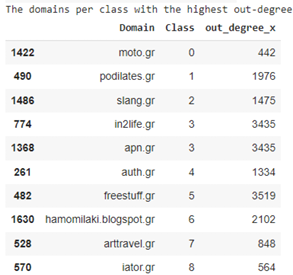 The domains per class with the highest out-degree
Domain Class out_degree_x
1422 moto.gr 0 442
490 podilates.gr 1 1976
1486 slang.gr 2 1475
774 in2life.gr 3 3435
1368 apn.gr 3 3435
261 auth.gr 4 1334
482 freestuff.gr 5 3519
1630 hamomilaki.blogspot.gr 6 2102
528 arttravel.gr 7 848
570 iator.gr 8 564